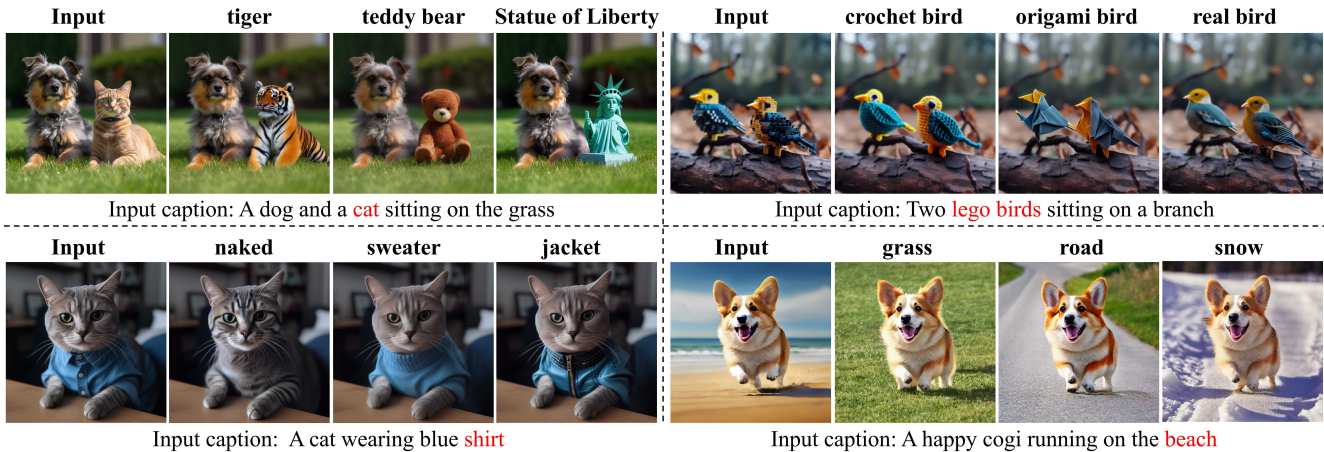 Input tiger teddy bear Statue of Liberty
Input caption: A dog and a cat sitting on the grass
Input crochet bird origami bird real bird
Input caption: Two lego birds sitting on a branch
Input naked sweater jacket
Input caption: A cat wearing blue shirt
Input grass road snow
Input caption: A happy cogi running on the beach